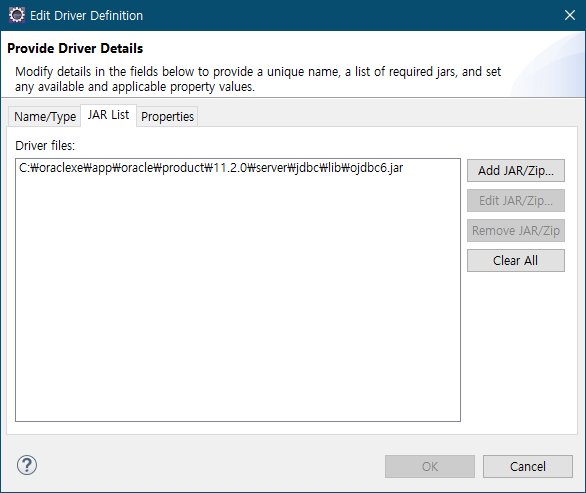 Edit Driver Definition
Provide Driver Details
Modify details in the fields below to provide a unique name, a list of required jars, and set
any available and applicable property values.
Name/Type JAR List Properties
Driver files:
C:₩oraclexe₩app₩oracle₩product₩11.2.0₩server₩jdbc₩lib₩ojdbc6.jar
Add JAR/Zip...
Edit JAR/Zip...
Remove JAR/Zip
Clear All
OK Cancel